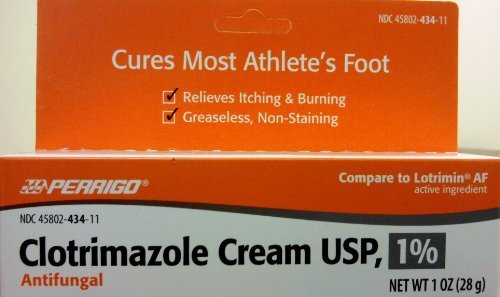 NDC 45802-434-11
Cures Most Athlete's Foot
Relieves Itching & Burning
Greaseless, Non-Staining
PERRIGO®
Compare to Lotrimin® AF
active ingredient
NDC 45802-434-11
Clotrimazole Cream USP, 1%
Antifungal
NET WT 1 OZ (28 g)